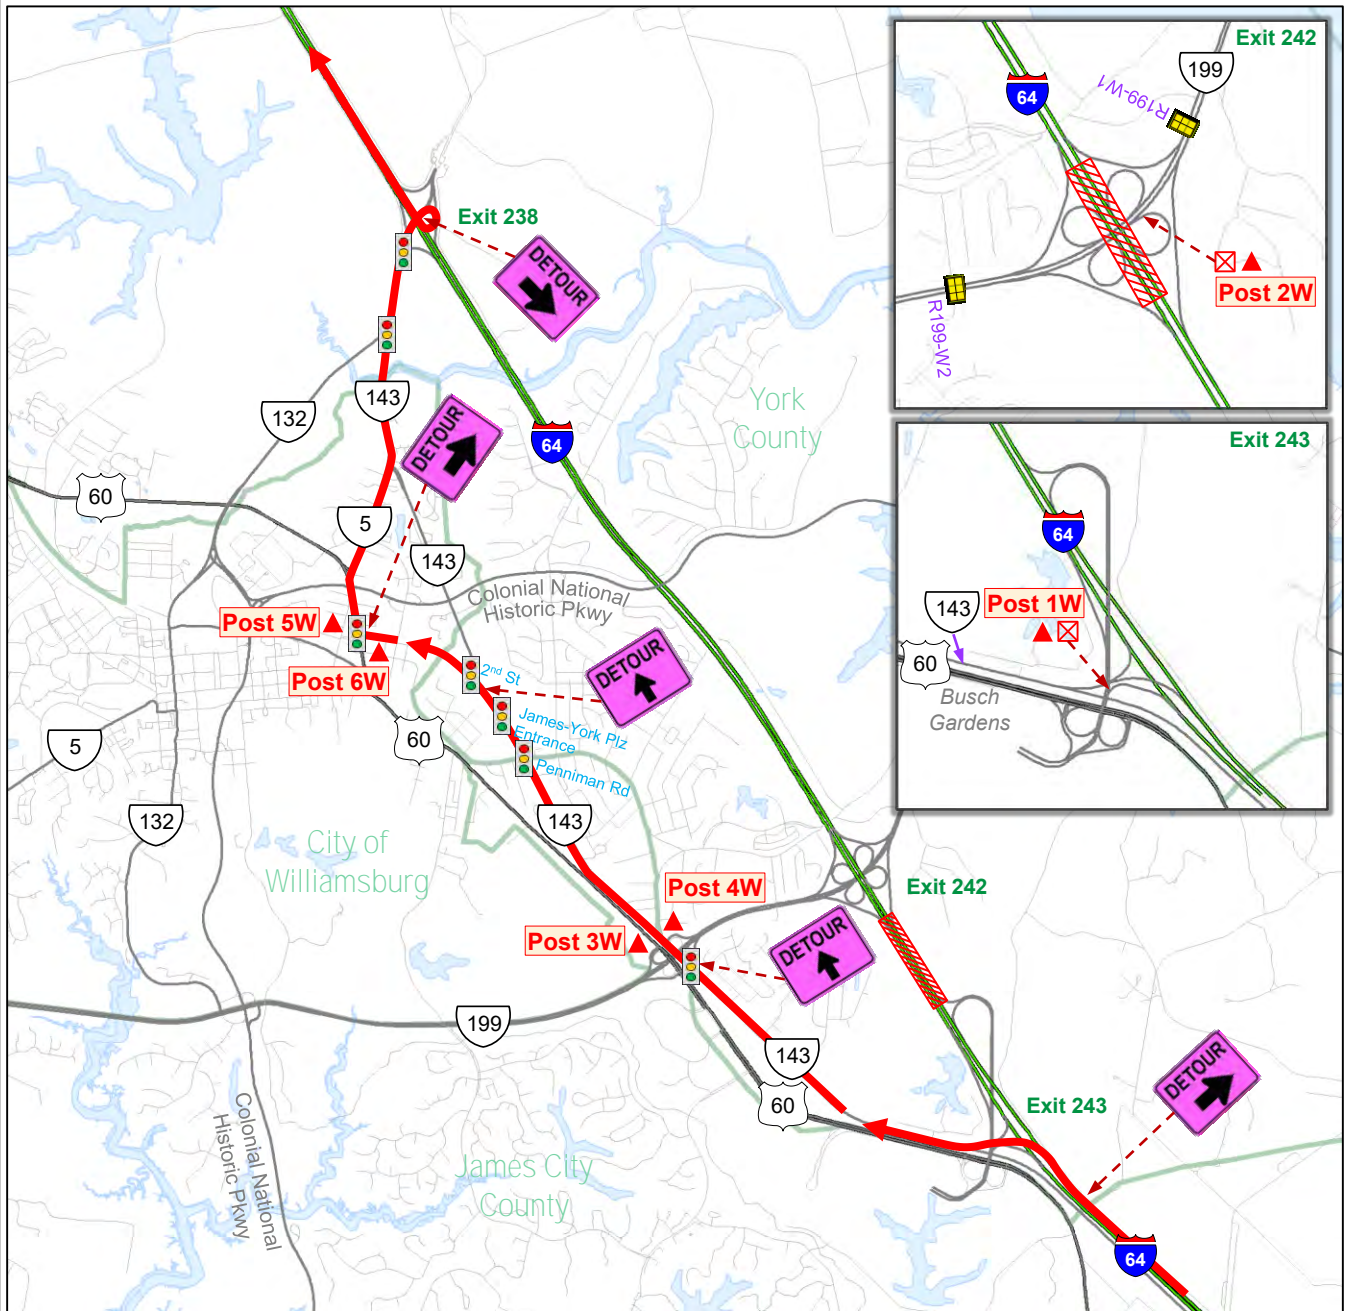 Exit 238
DETOUR
143
132
DETOUR
64
York
County
60
5
143
Colonial National
Historic Pkwy
Post 5W
Post 6W
2nd St
DETOUR
James-York Plz
Entrance
Penniman Rd
60
5
132
143
City of
Williamsburg
Exit 242
Post 4W
Post 3W
DETOUR
199
143
60
Exit 243
DETOUR
Colonial National
Historic Pkwy
James City
County
64
Exit 242
199
64
R199-W1
Post 2W
R199-W2
Exit 243
64
Post 1W
143
60
Busch
Gardens